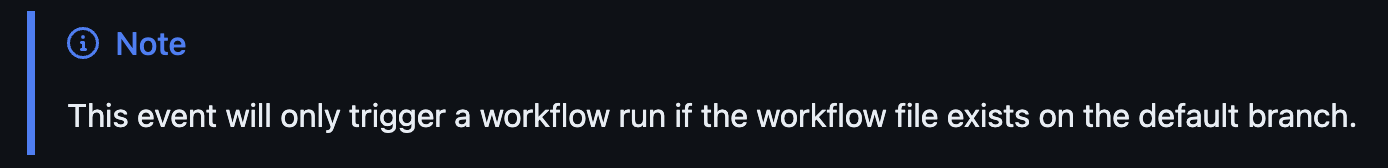 Note
This event will only trigger a workflow run if the workflow file exists on the default branch.